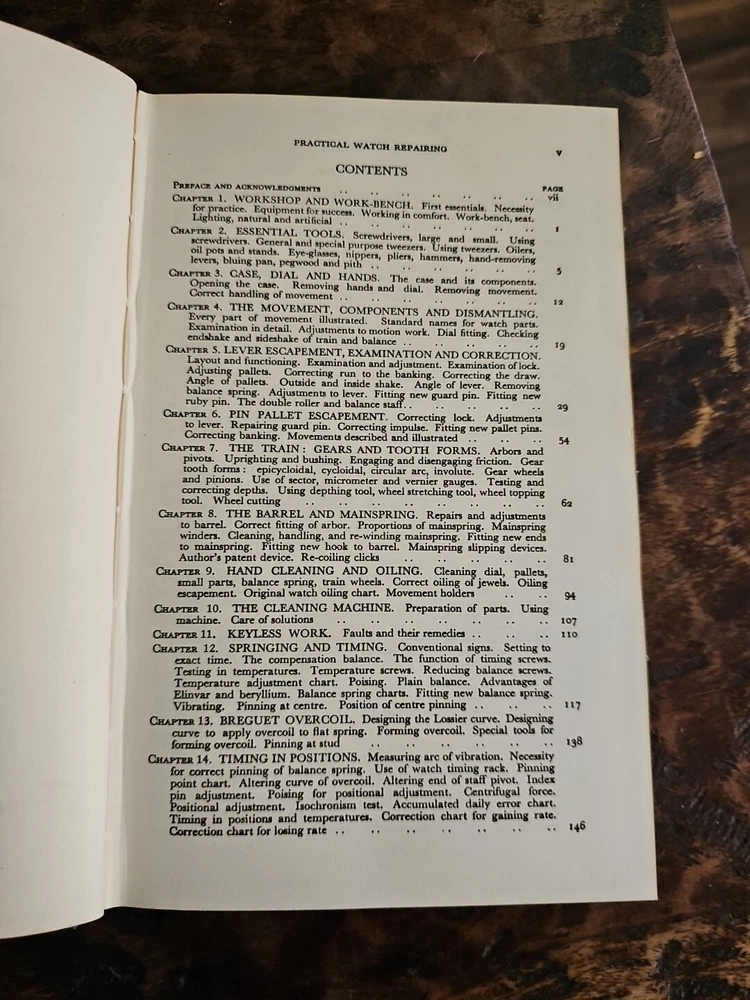 PRACTICAL WATCH REPAIRING v
CONTENTS
PAGE
PREFACE AND ACKNOWLEDGMENTS .. .. .. .. .. .. .. vii
CHAPTER 1. WORKSHOP AND WORK-BENCH. First essentials. Necessity
for practice. Equipment for success. Working in comfort. Work-bench, seat.
Lighting, natural and artificial .. .. .. .. .. .. .. 1
CHAPTER 2. ESSENTIAL TOOLS. Screwdrivers, large and small. Using
screwdrivers. General and special purpose tweezers. Using tweezers. Oilers,
oil pots and stands. Eye-glasses, nippers, pliers, hammers, hand-removing
levers, bluing pan, pegwood and pith .. .. .. .. .. .. 5
CHAPTER 3. CASE, DIAL AND HANDS. The case and its components.
Opening the case. Removing hands and dial. Removing movement.
Correct handling of movement .. .. .. .. .. .. .. 12
CHAPTER 4. THE MOVEMENT, COMPONENTS AND DISMANTLING.
Every part of movement illustrated. Standard names for watch parts.
Examination in detail. Adjustments to motion work. Dial fitting. Checking
endshake and sideshake of train and balance .. .. .. .. .. 19
CHAPTER 5. LEVER ESCAPEMENT, EXAMINATION AND CORRECTION.
Layout and functioning. Examination and adjustment. Examination of lock.
Adjusting pallets. Correcting run to the banking. Correcting the draw.
Angle of pallets. Outside and inside shake. Angle of lever. Removing
balance spring. Adjustments to lever. Fitting new guard pin. Fitting new
ruby pin. The double roller and balance staff.. .. .. .. .. 29
CHAPTER 6. PIN PALLET ESCAPEMENT. Correcting lock. Adjustments
to lever. Repairing guard pin. Correcting impulse. Fitting new pallet pins.
Correcting banking. Movements described and illustrated .. .. .. 54
CHAPTER 7. THE TRAIN: GEARS AND TOOTH FORMS. Arbors and
pivots. Uprighting and bushing. Engaging and disengaging friction. Gear
tooth forms: epicycloidal, cycloidal, circular arc, involute. Gear wheels
and pinions. Use of sector, micrometer and vernier gauges. Testing and
correcting depths. Using depthing tool, wheel stretching tool, wheel topping
tool. Wheel cutting .. .. .. .. .. .. .. 62
CHAPTER 8. THE BARREL AND MAINSPRING. Repairs and adjustments
to barrel. Correct fitting of arbor. Proportions of mainspring. Mainspring
winders. Cleaning, handling, and re-winding mainspring. Fitting new ends
to mainspring. Fitting new hook to barrel. Mainspring slipping devices.
Author's patent device. Re-coiling clicks .. .. .. .. .. 81
CHAPTER 9. HAND CLEANING AND OILING. Cleaning dial, pallets,
small parts, balance spring, train wheels. Correct oiling of jewels. Oiling
escapement. Original watch oiling chart. Movement holders .. .. 94
CHAPTER 10. THE CLEANING MACHINE. Preparation of parts. Using
machine. Care of solutions .. .. .. .. .. .. 107
CHAPTER 11. KEYLESS WORK. Faults and their remedies .. .. .. 110
CHAPTER 12. SPRINGING AND TIMING. Conventional signs. Setting to
exact time. The compensation balance. The function of timing screws.
Testing in temperatures. Temperature screws. Reducing balance screws.
Temperature adjustment chart. Poising. Plain balance. Advantages of
Elinvar and beryllium. Balance spring charts. Fitting new balance spring.
Vibrating. Pinning at centre. Position of centre pinning .. .. .. 117
CHAPTER 13. BREGUET OVERCOIL. Designing the Lossier curve. Designing
curve to apply overcoil to flat spring. Forming overcoil. Special tools for
forming overcoil. Pinning at stud .. .. .. .. .. .. 138
CHAPTER 14. TIMING IN POSITIONS. Measuring arc of vibration. Necessity
for correct pinning of balance spring. Use of watch timing rack. Pinning
point chart. Altering curve of overcoil. Altering end of staff pivot. Index
pin adjustment. Poising for positional adjustment. Centrifugal force.
Positional adjustment. Isochronism test. Accumulated daily error chart.
Timing in positions and temperatures. Correction chart for gaining rate.
Correction chart for losing rate .. .. .. .. .. .. .. 146